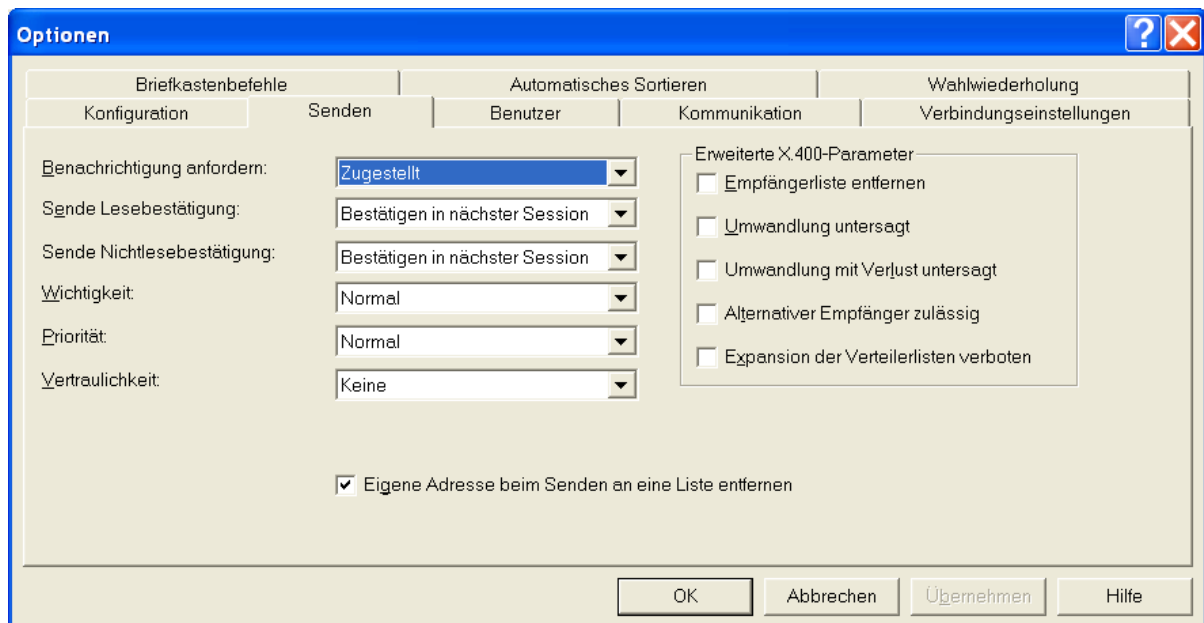 Optionen
Briefkastenbefehle Automatisches Sortieren Wahlwiederholung
Konfiguration Senden Benutzer Kommunikation Verbindungseinstellungen
Benachrichtigung anfordern: Zugestellt
Sende Lesebestätigung: Bestätigen in nächster Session
Sende Nichtlesebestätigung: Bestätigen in nächster Session
Wichtigkeit: Normal
Priorität: Normal
Vertraulichkeit: Keine
Erweiterte X.400-Parameter
Empfängerliste entfernen
Umwandlung untersagt
Umwandlung mit Verlust untersagt
Alternativer Empfänger zulässig
Expansion der Verteilerlisten verboten
Eigene Adresse beim Senden an eine Liste entfernen
OK Abbrechen Übernehmen Hilfe